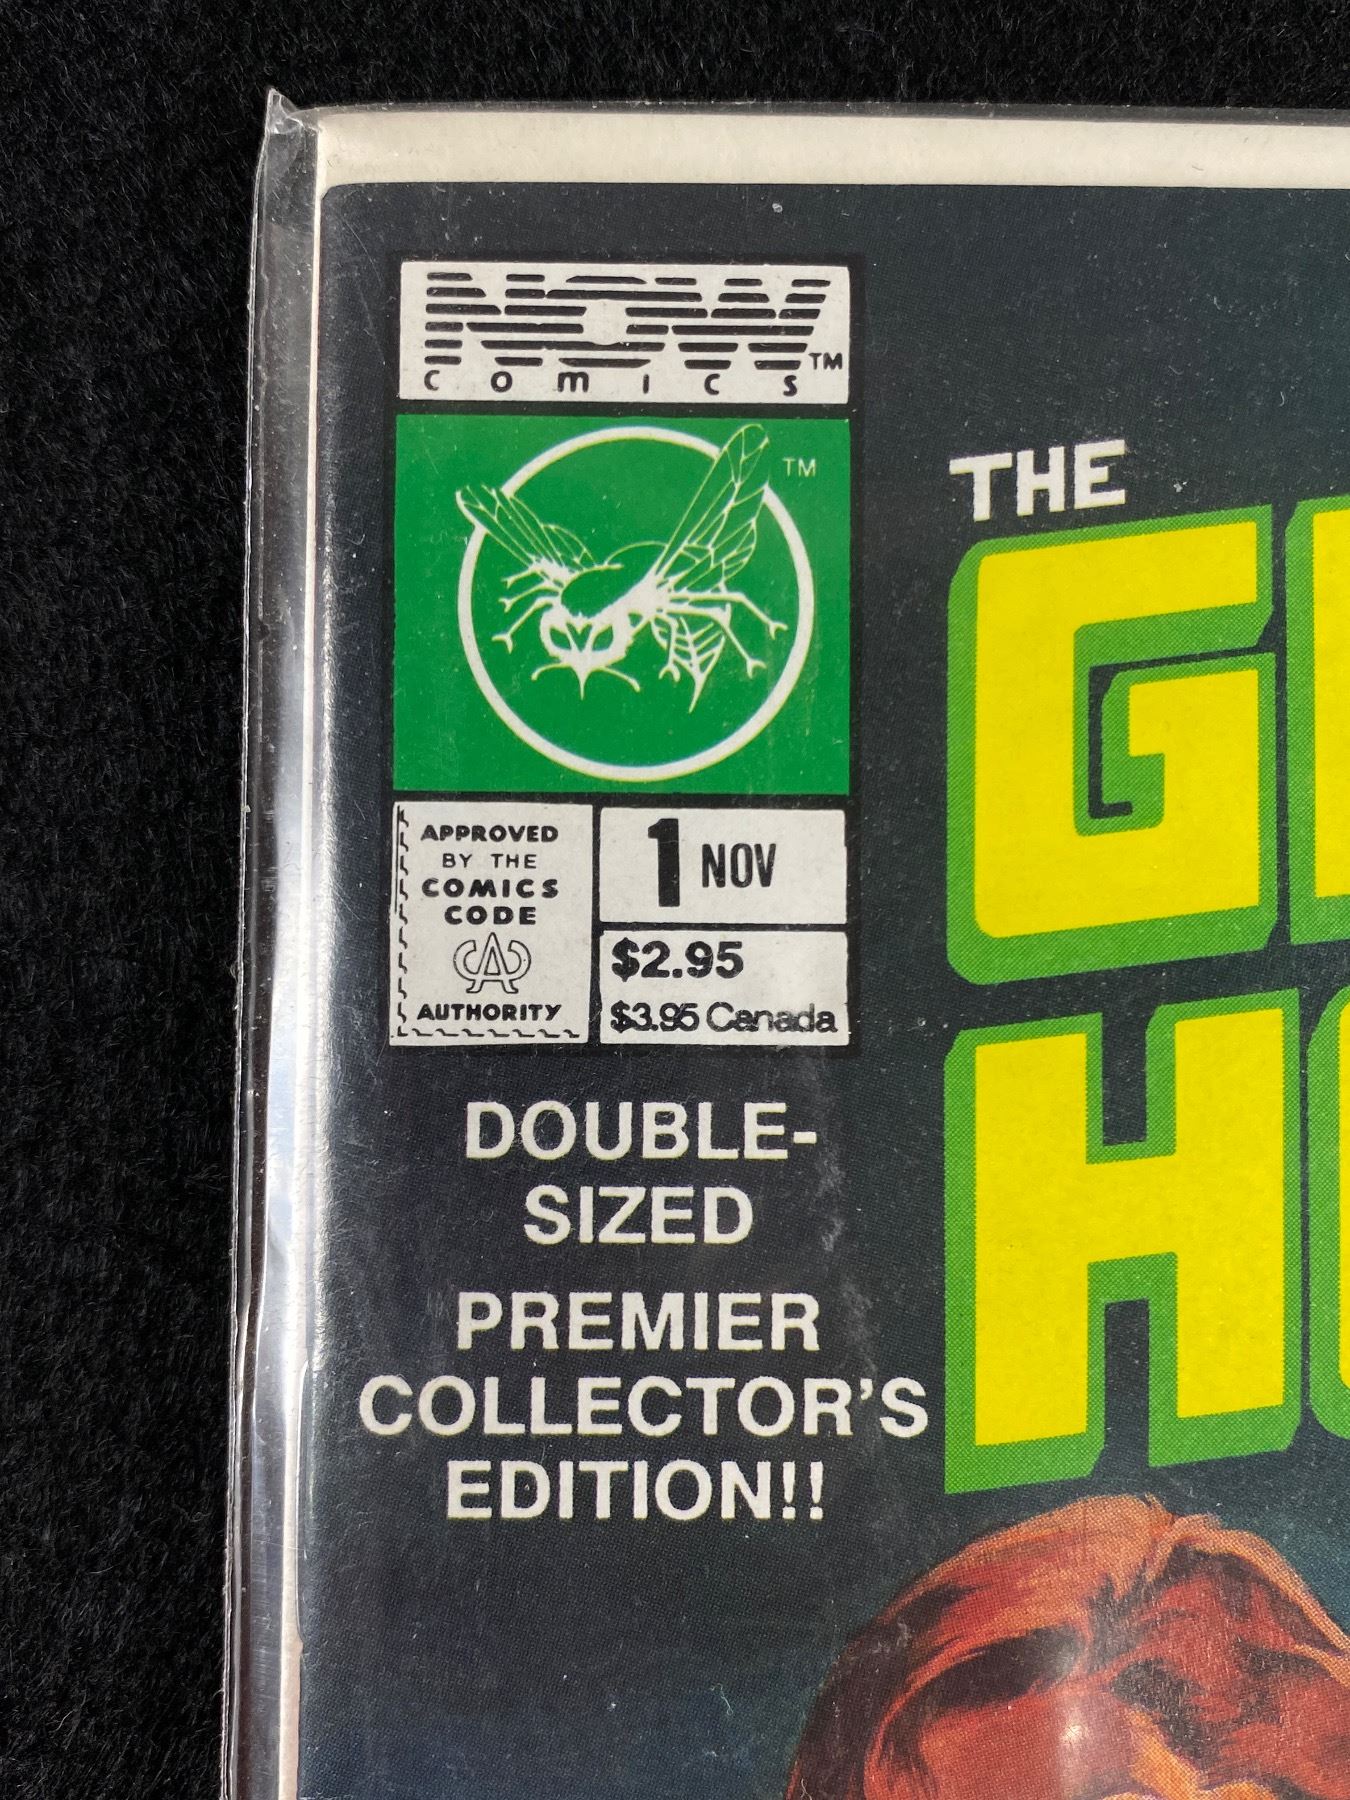 NOW
COMICS TM
TM
APPROVED
BY THE
COMICS
CODE
CA
AUTHORITY
1 NOV
$2.95
$3.95 Canada
DOUBLE-
SIZED
PREMIER
COLLECTOR'S
EDITION!!
THE
G
H